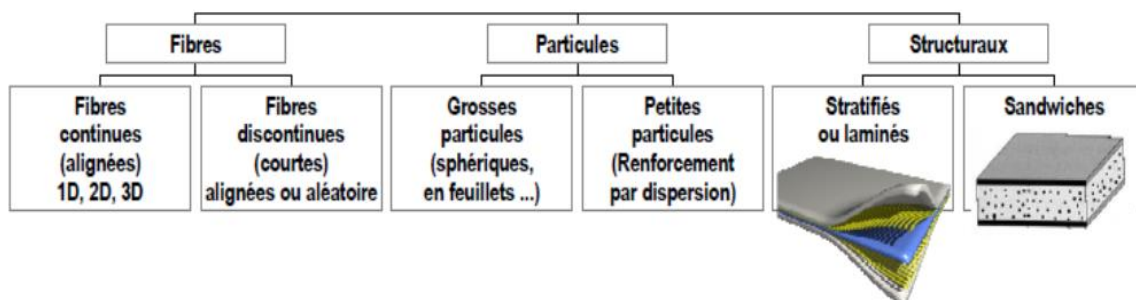 Fibres
Particules
Structuraux
Fibres
continues
(alignées)
1D, 2D, 3D
Fibres
discontinues
(courtes)
alignées ou aléatoire
Grosses
particules
(sphériques,
en feuillets ...)
Petites
particules
(Renforcement
par dispersion)
Stratifiés
ou laminés
Sandwiches